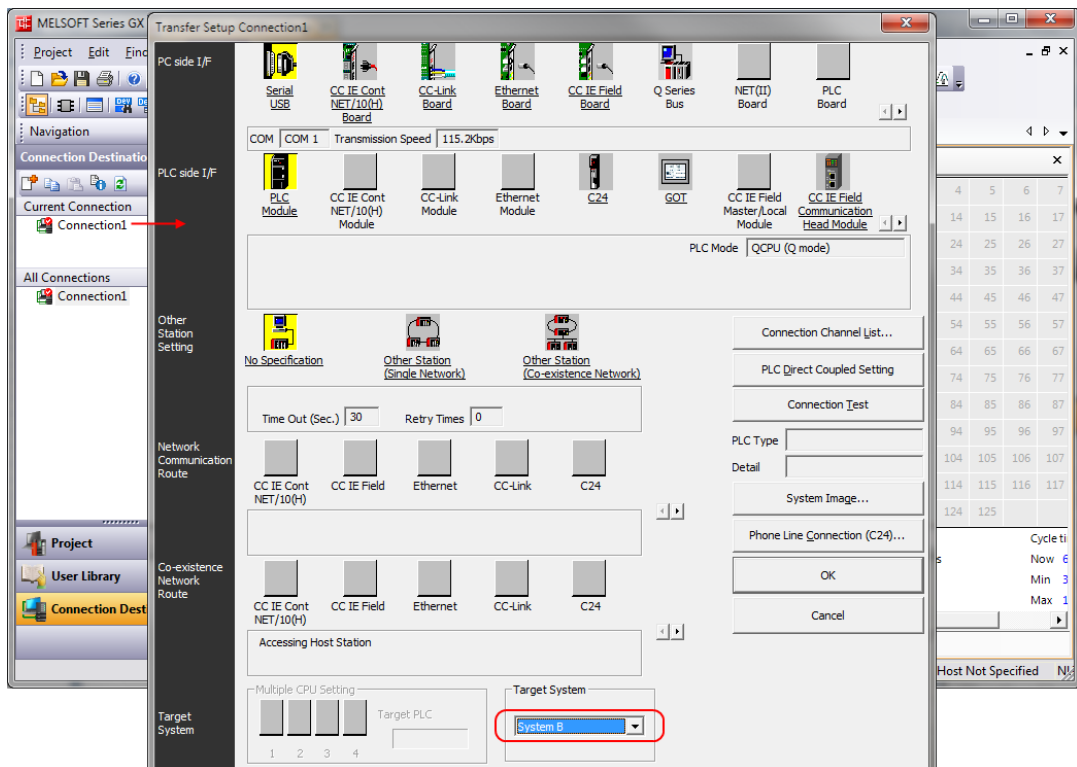 MELSOFT Series GX
Transfer Setup Connection1
Project Edit Find
Navigation
Connection Destinatio
Current Connection
Connection1
All Connections
Connection1
Project
User Library
Connection Dest
PC side I/F
Serial USB
CC IE Cont NET/10(H) Board
CC-Link Board
Ethernet Board
CC IE Field Board
Q Series Bus
NET(II) Board
PLC Board
COM COM 1 Transmission Speed 115.2Kbps
PLC side I/F
PLC Module
CC IE Cont NET/10(H) Module
CC-Link Module
Ethernet Module
C24
GOT
CC IE Field Master/Local Module
CC IE Field Communication Head Module
PLC Mode QCPU (Q mode)
Other Station Setting
No Specification
Other Station (Single Network)
Other Station (Co-existence Network)
Time Out (Sec.) 30 Retry Times 0
Connection Channel List...
PLC Direct Coupled Setting
Connection Test
PLC Type
Detail
System Image...
Phone Line Connection (C24)...
OK
Cancel
Network Communication Route
CC IE Cont NET/10(H)
CC IE Field
Ethernet
CC-Link
C24
Co-existence Network Route
CC IE Cont NET/10(H)
CC IE Field
Ethernet
CC-Link
C24
Accessing Host Station
Target System
Multiple CPU Setting
Target PLC
1 2 3 4
Target System
System B
4 5 6 7
14 15 16 17
24 25 26 27
34 35 36 37
44 45 46 47
54 55 56 57
64 65 66 67
74 75 76 77
84 85 86 87
94 95 96 97
104 105 106 107
114 115 116 117
124 125
Cycle ti
s Now 6
Min 3
Max 1
Host Not Specified